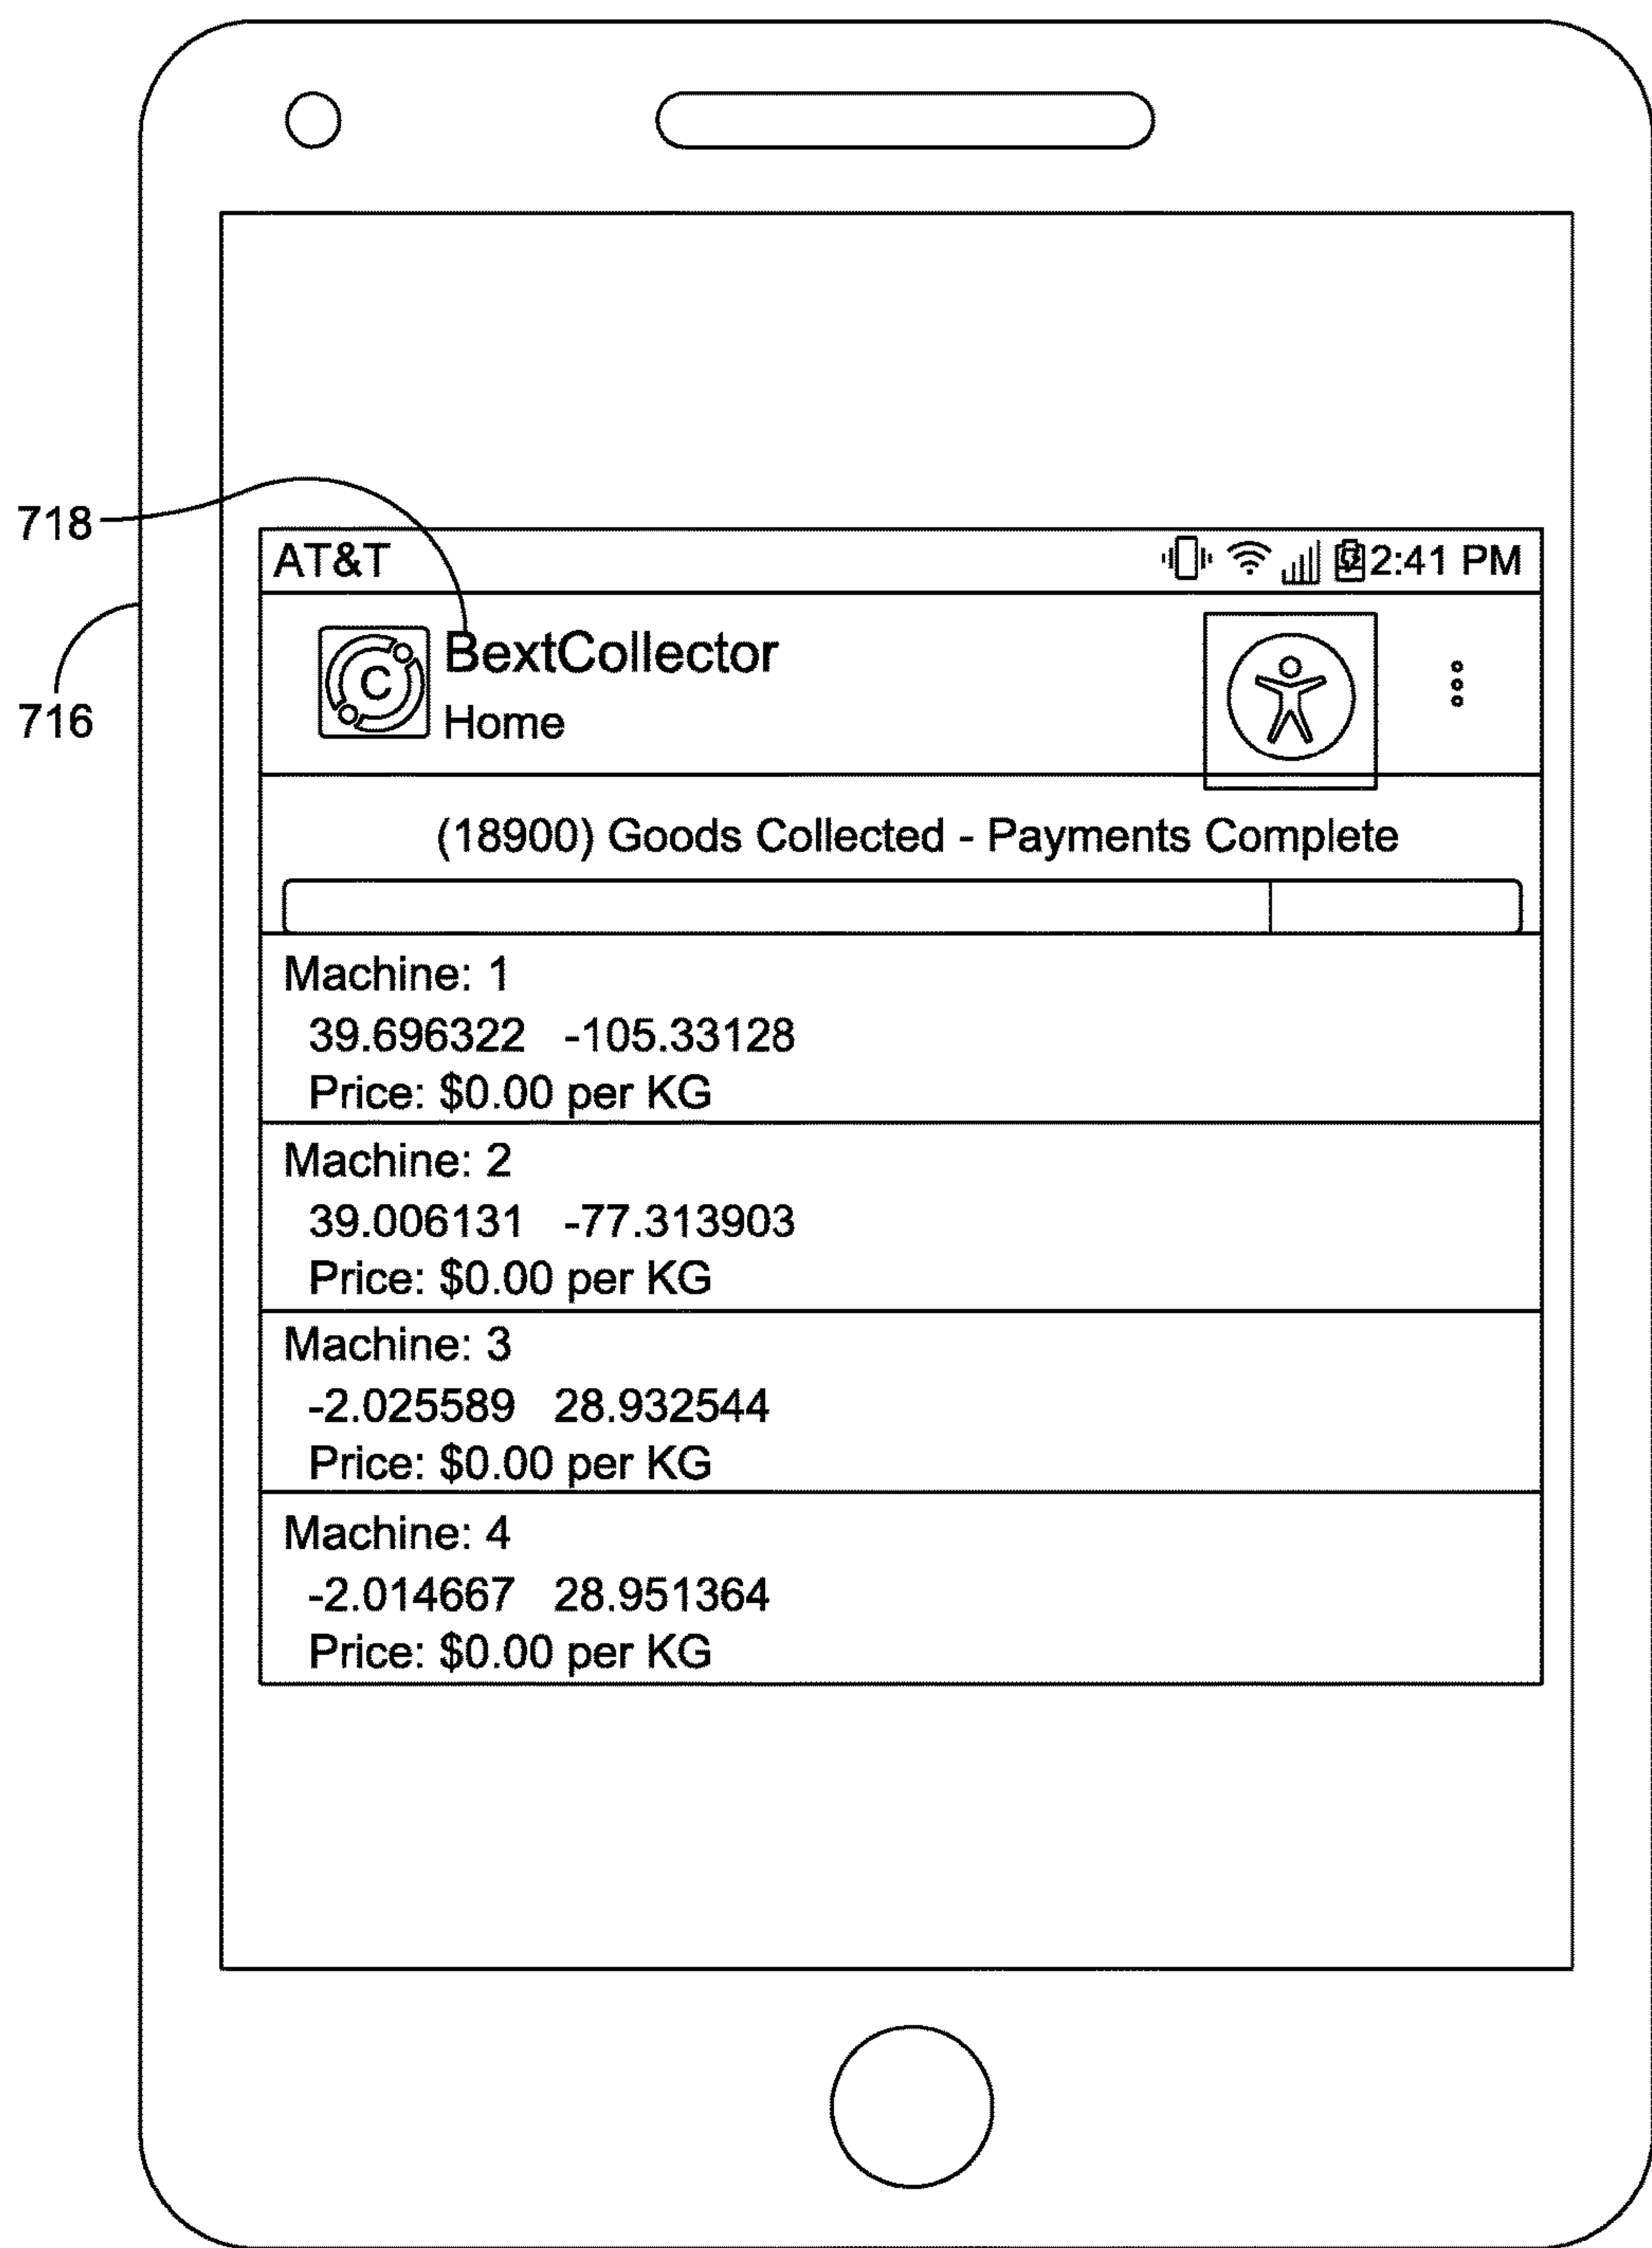 718
716
AT&T 2:41 PM
C
BextCollector
Home
(18900) Goods Collected - Payments Complete
Machine: 1
39.696322 -105.33128
Price: $0.00 per KG
Machine: 2
39.006131 -77.313903
Price: $0.00 per KG
Machine: 3
-2.025589 28.932544
Price: $0.00 per KG
Machine: 4
-2.014667 28.951364
Price: $0.00 per KG